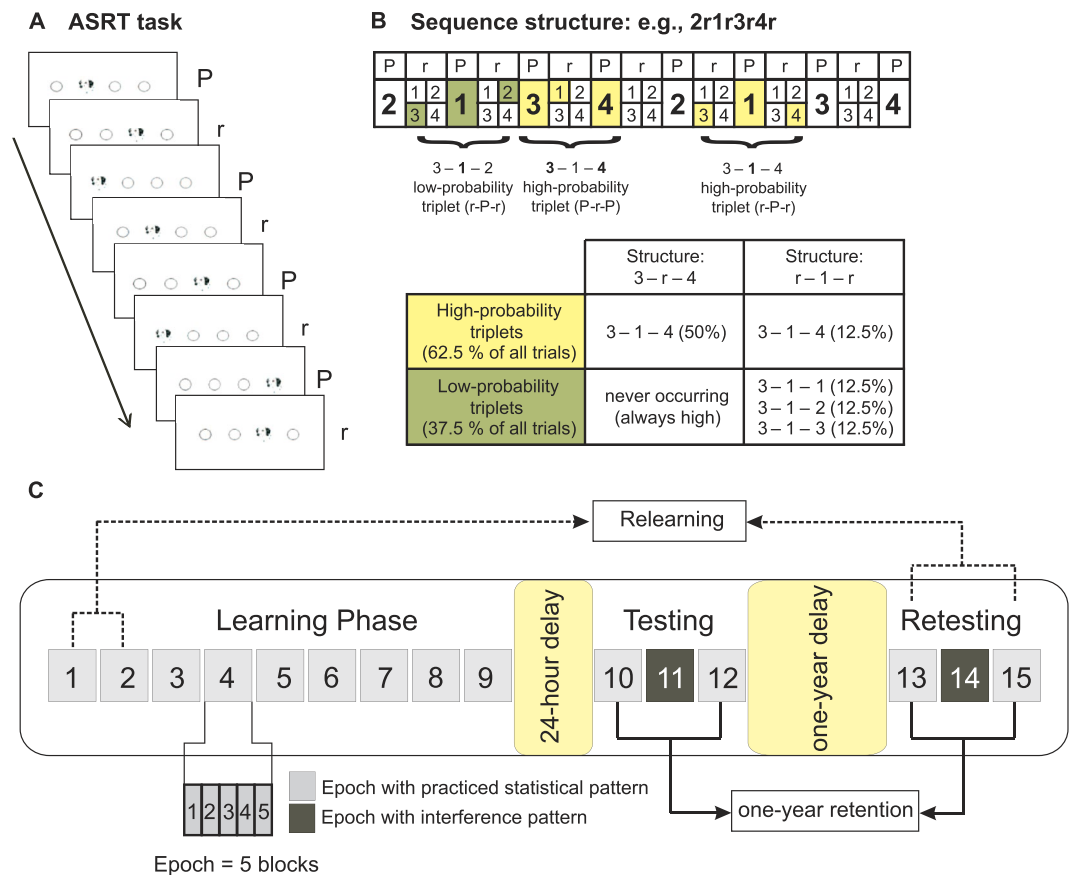 A ASRT task
P
r
P
r
P
r
P
r
B Sequence structure: e.g., 2r1r3r4r
P r P r P r P r P r P r P r P
2 1 2 3 4 1 1 2 3 4 3 1 2 3 4 4 1 2 3 4 2 1 2 3 4 1 1 2 3 4 3 1 2 3 4 4
3 – 1 – 2
low-probability
triplet (r-P-r)
3 – 1 – 4
high-probability
triplet (P-r-P)
3 – 1 – 4
high-probability
triplet (r-P-r)
Structure:
3 – r – 4
Structure:
r – 1 – r
High-probability
triplets
(62.5 % of all trials)
3 – 1 – 4 (50%)
3 – 1 – 4 (12.5%)
Low-probability
triplets
(37.5 % of all trials)
never occurring
(always high)
3 – 1 – 1 (12.5%)
3 – 1 – 2 (12.5%)
3 – 1 – 3 (12.5%)
C
Relearning
Learning Phase
24-hour delay
Testing
one-year delay
Retesting
1 2 3 4 5 6 7 8 9 10 11 12 13 14 15
1 2 3 4 5
Epoch = 5 blocks
Epoch with practiced statistical pattern
Epoch with interference pattern
one-year retention